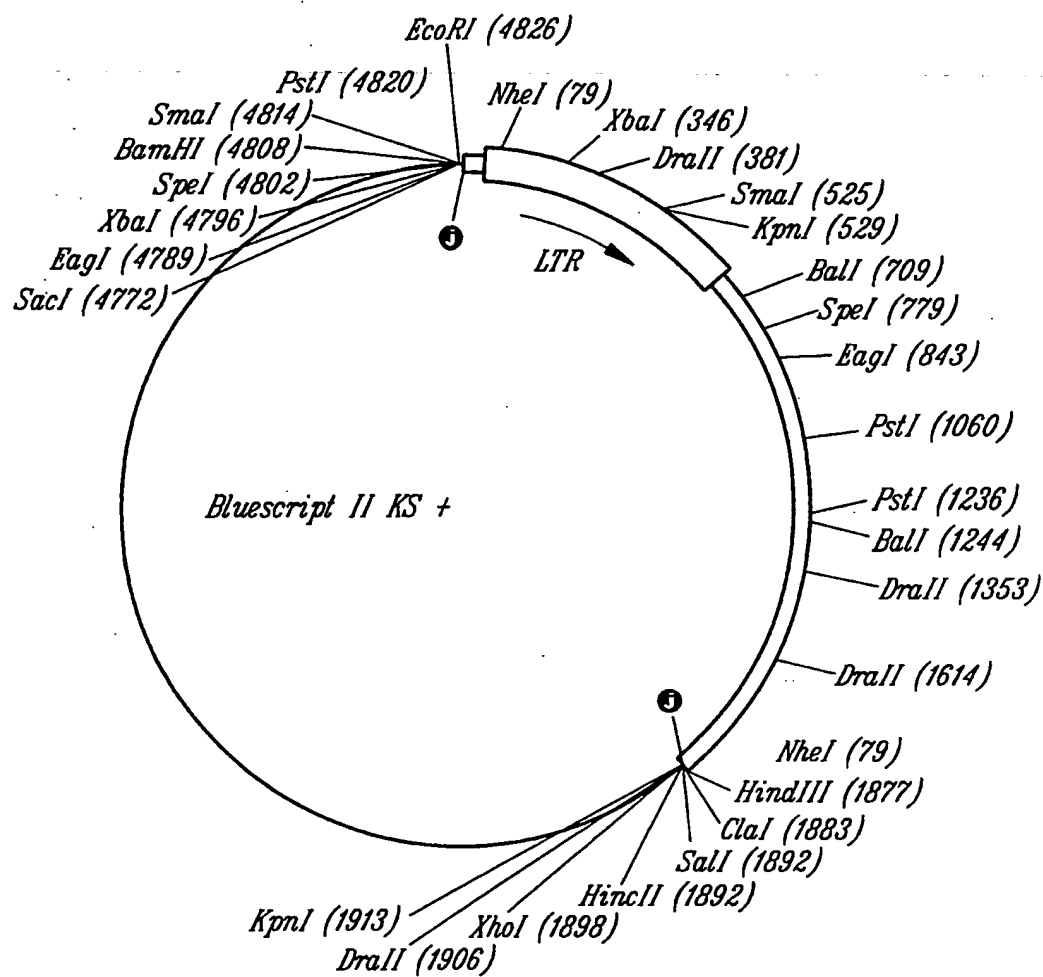 EcoRI (4826)
PstI (4820)
SmaI (4814)
BamHI (4808)
SpeI (4802)
XbaI (4796)
EagI (4789)
SacI (4772)
NheI (79)
XbaI (346)
DraII (381)
SmaI (525)
KpnI (529)
BalI (709)
SpeI (779)
EagI (843)
PstI (1060)
PstI (1236)
BalI (1244)
DraII (1353)
DraII (1614)
j
LTR
Bluescript II KS +
j
NheI (79)
HindIII (1877)
ClaI (1883)
SalI (1892)
HincII (1892)
XhoI (1898)
DraII (1906)
KpnI (1913)